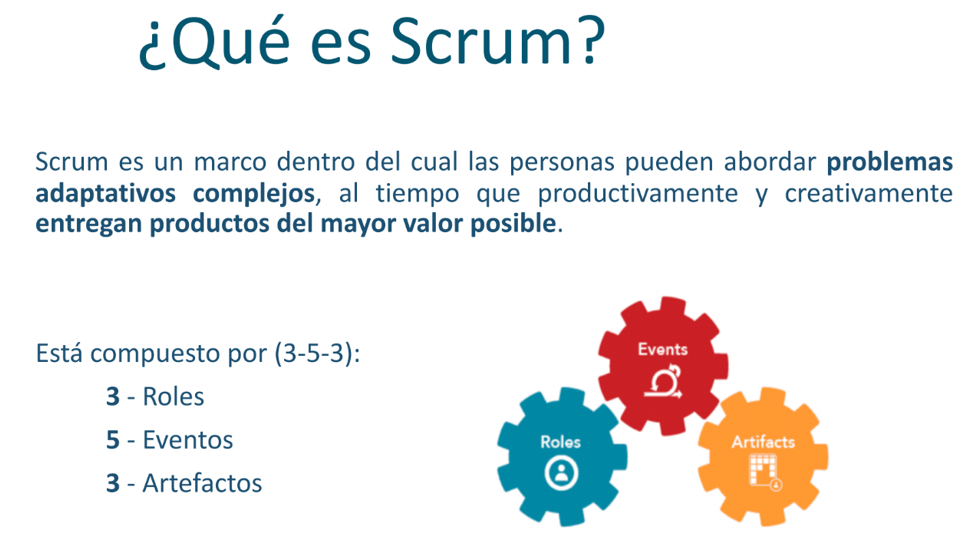 ¿Qué es Scrum?
Scrum es un marco dentro del cual las personas pueden abordar problemas
adaptativos complejos, al tiempo que productivamente y creativamente
entregan productos del mayor valor posible.
Está compuesto por (3-5-3):
3 - Roles
5 - Eventos
3 - Artefactos
Events
Roles
Artifacts